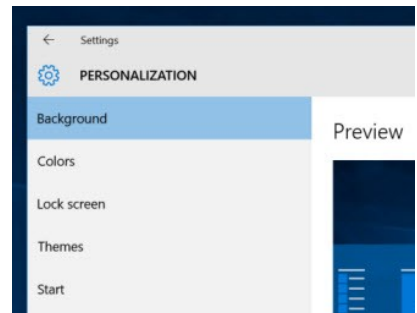 Settings
PERSONALIZATION
Background
Preview
Colors
Lock screen
Themes
Start